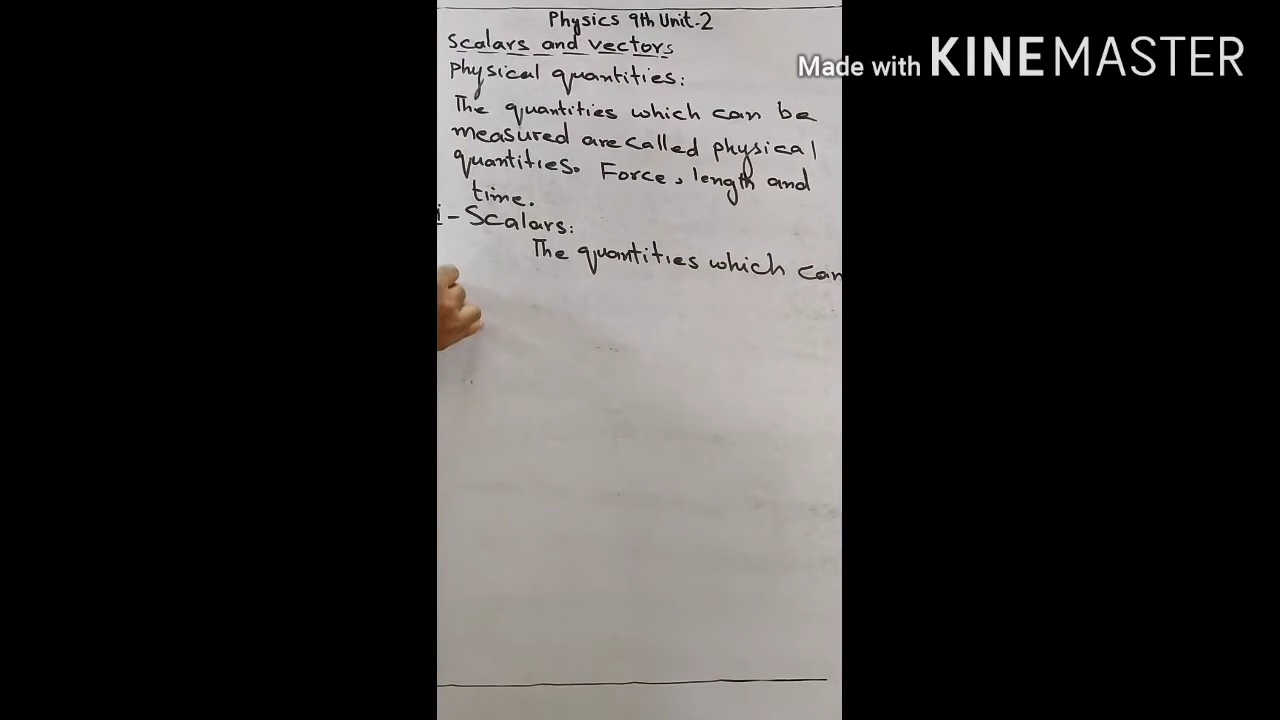 Physics 9th Unit-2
Scalars and vectors
Physical quantities:
The quantities which can be
measured are called physical
quantities. Force, length and
time.
i- Scalars:
The quantities which can
Made with KINEMASTER